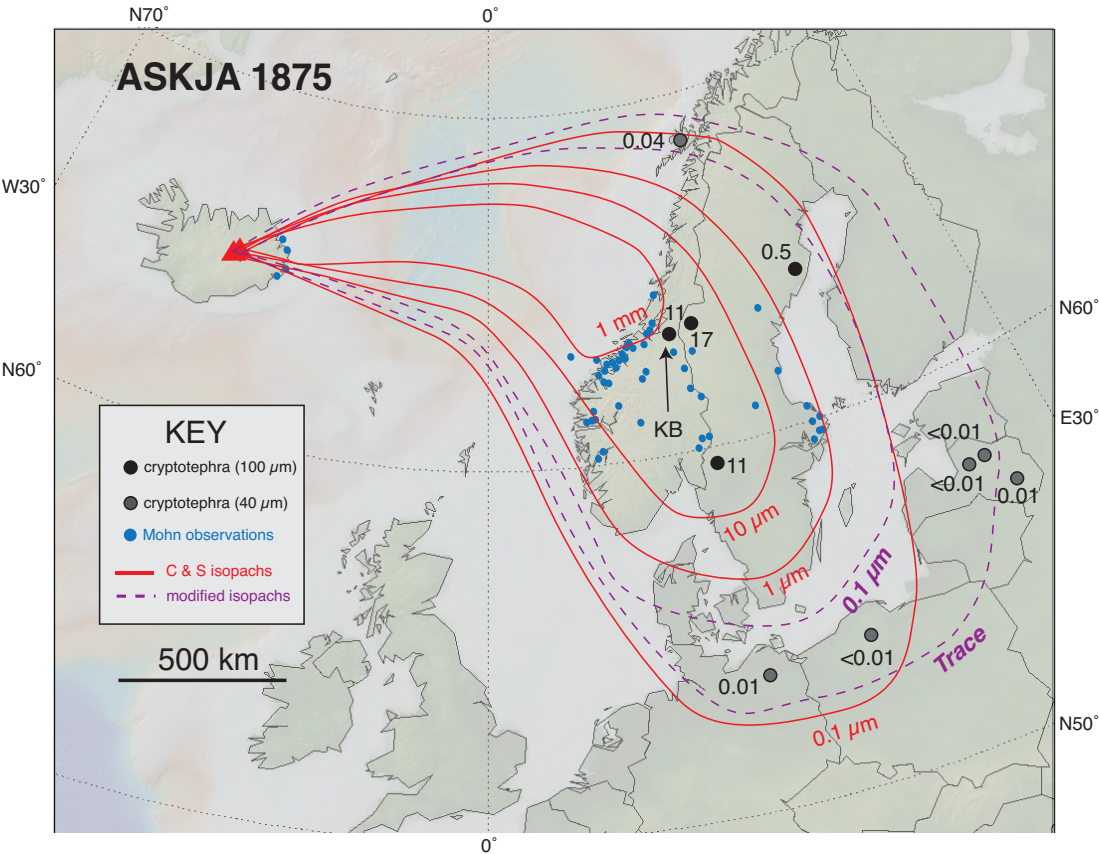 N70°
0°
ASKJA 1875
0.04
W30°
0.5
N60°
11
1 mm
17
N60°
E30°
KB
<0.01
KEY
11
cryptotephra (100 µm)
<0.01
0.01
cryptotephra (40 µm)
10 µm
Mohn observations
C & S isopachs
1 µm
0.1 µm
modified isopachs
500 km
<0.01
Trace
0.01
0.1 µm
N50°
0°